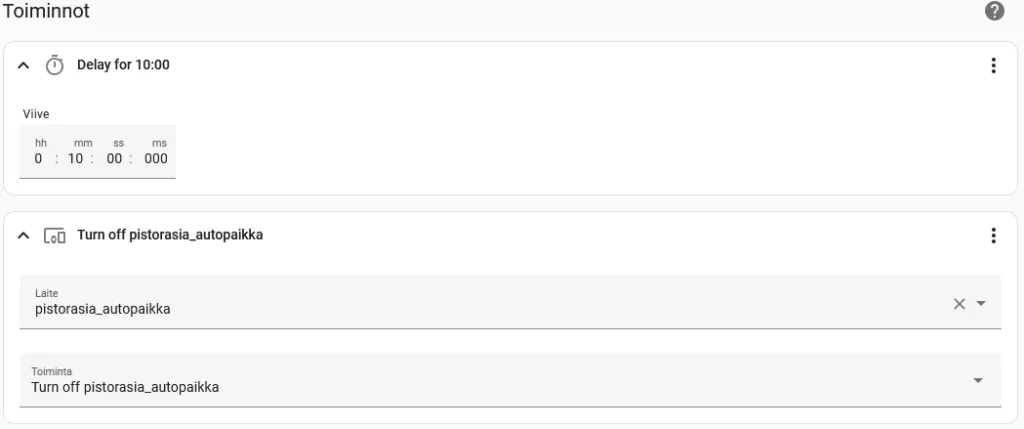 Toiminnot
Delay for 10:00
Viive
hh mm ss ms
0 : 10 : 00 : 000
Turn off pistorasia_autopaikka
Laite
pistorasia_autopaikka
Toiminta
Turn off pistorasia_autopaikka